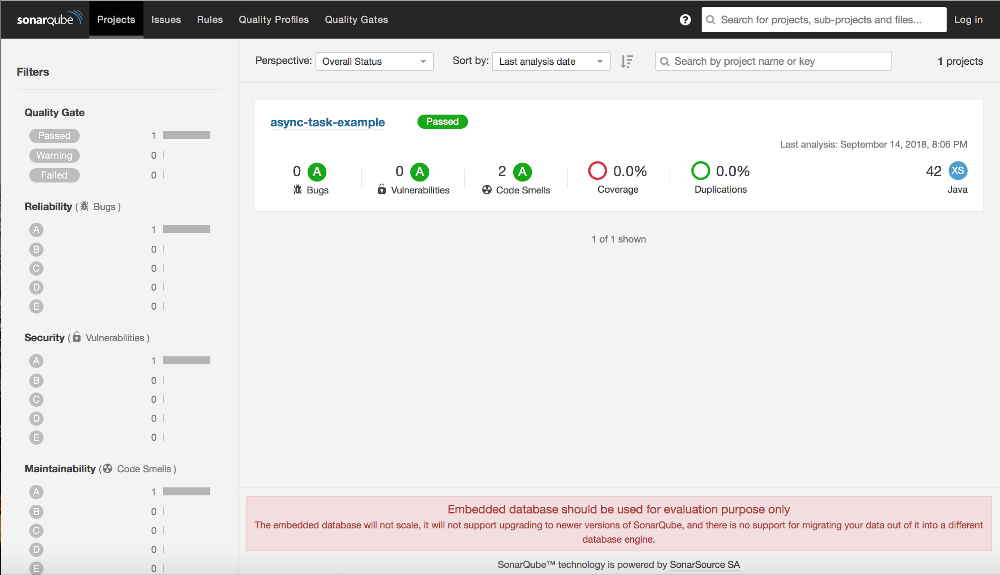 sonarqube Projects Issues Rules Quality Profiles Quality Gates ? Search for projects, sub-projects and files... Log in
Filters
Quality Gate
Passed 1
Warning 0
Failed 0
Reliability ( Bugs )
A 1
B 0
C 0
D 0
E 0
Security ( Vulnerabilities )
A 1
B 0
C 0
D 0
E 0
Maintainability ( Code Smells )
A 1
B 0
C 0
D 0
E 0
Perspective: Overall Status Sort by: Last analysis date Search by project name or key 1 projects
async-task-example Passed
Last analysis: September 14, 2018, 8:06 PM
0 A 0 A 2 A 0.0% 0.0% 42 XS
Bugs Vulnerabilities Code Smells Coverage Duplications Java
1 of 1 shown
Embedded database should be used for evaluation purpose only
The embedded database will not scale, it will not support upgrading to newer versions of SonarQube, and there is no support for migrating your data out of it into a different
database engine.
SonarQube™ technology is powered by SonarSource SA